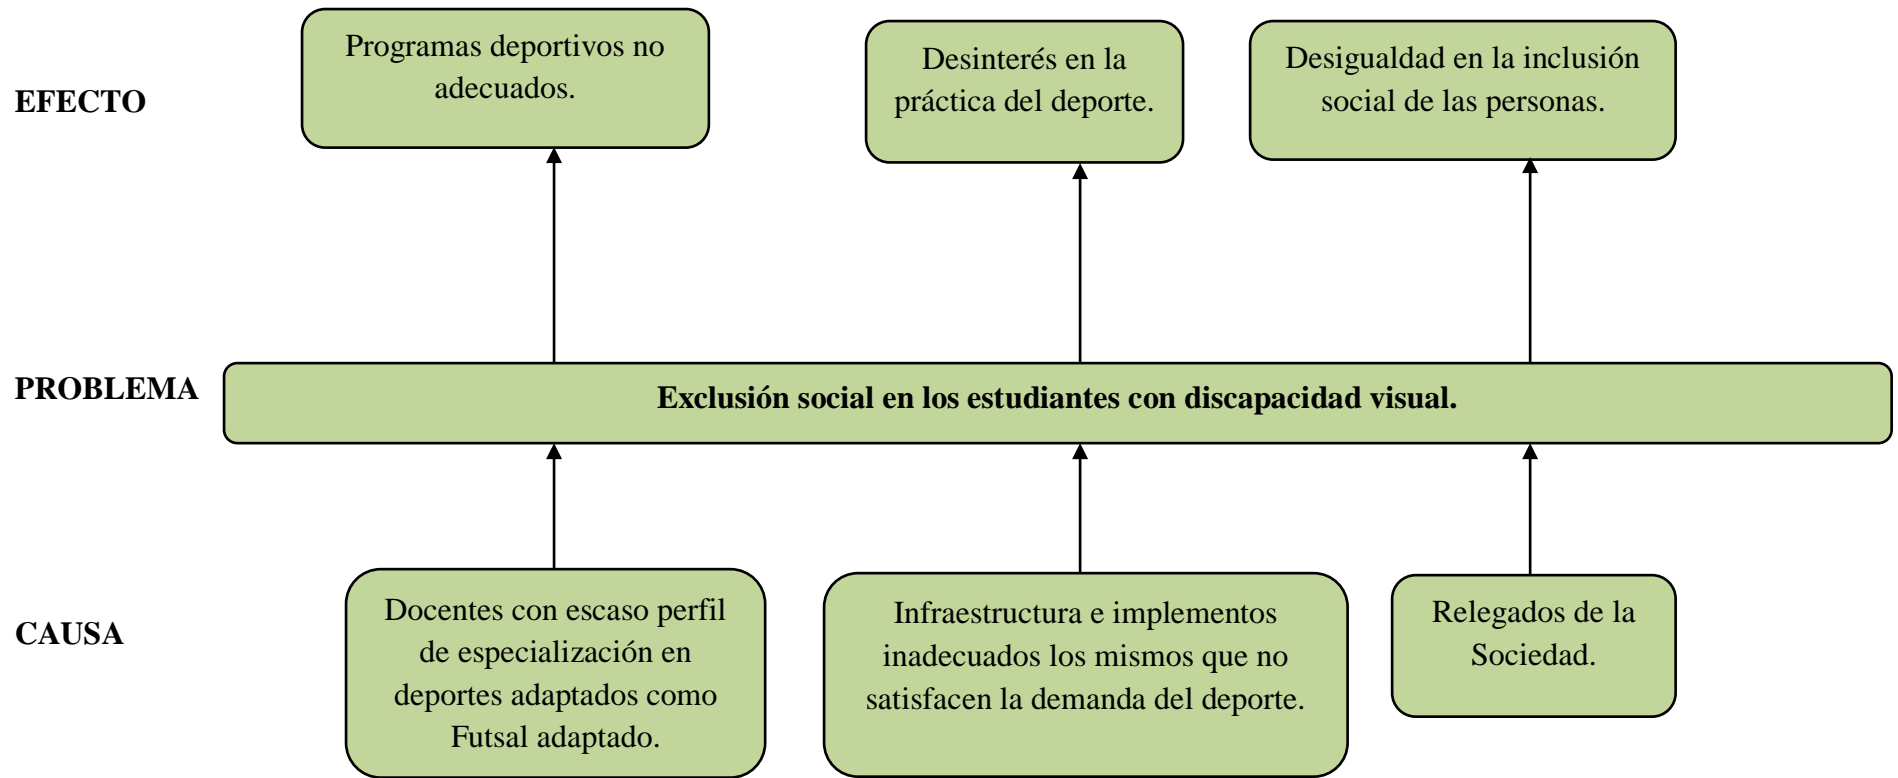 EFECTO
Programas deportivos no
adecuados.
Desinterés en la
práctica del deporte.
Desigualdad en la inclusión
social de las personas.
PROBLEMA
Exclusión social en los estudiantes con discapacidad visual.
CAUSA
Docentes con escaso perfil
de especialización en
deportes adaptados como
Futsal adaptado.
Infraestructura e implementos
inadecuados los mismos que no
satisfacen la demanda del deporte.
Relegados de la
Sociedad.